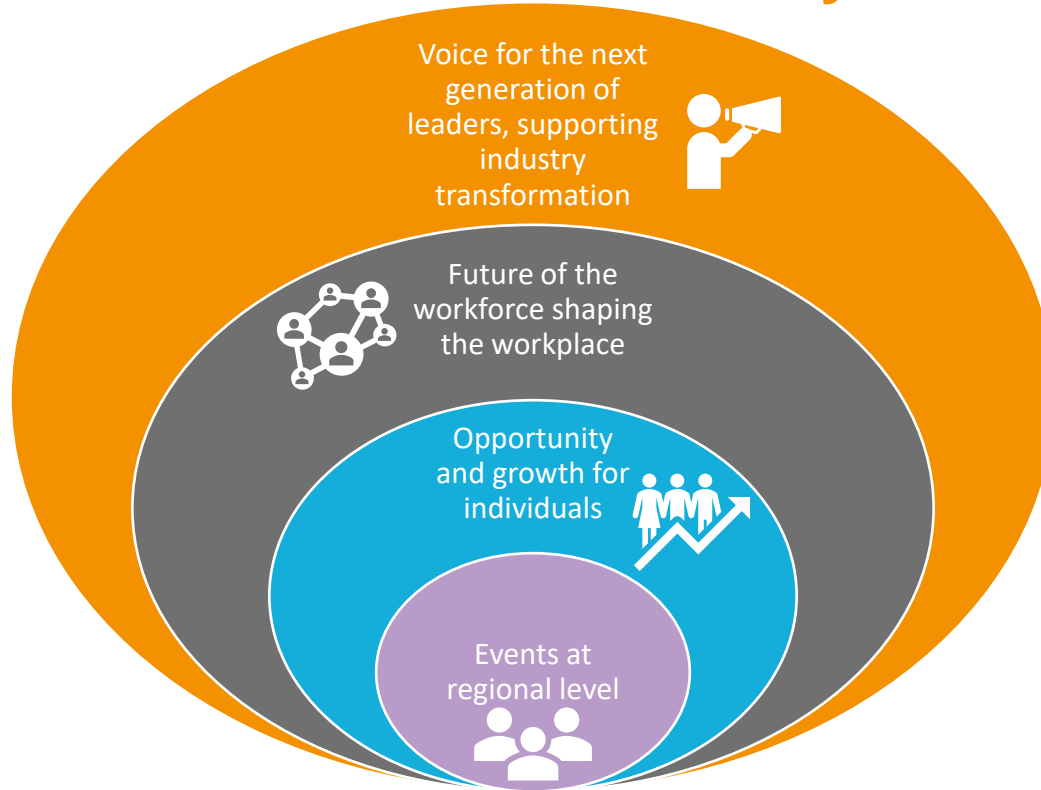 Voice for the next
generation of
leaders, supporting
industry
transformation
Future of the
workforce shaping
the workplace
Opportunity
and growth for
individuals
Events at
regional level